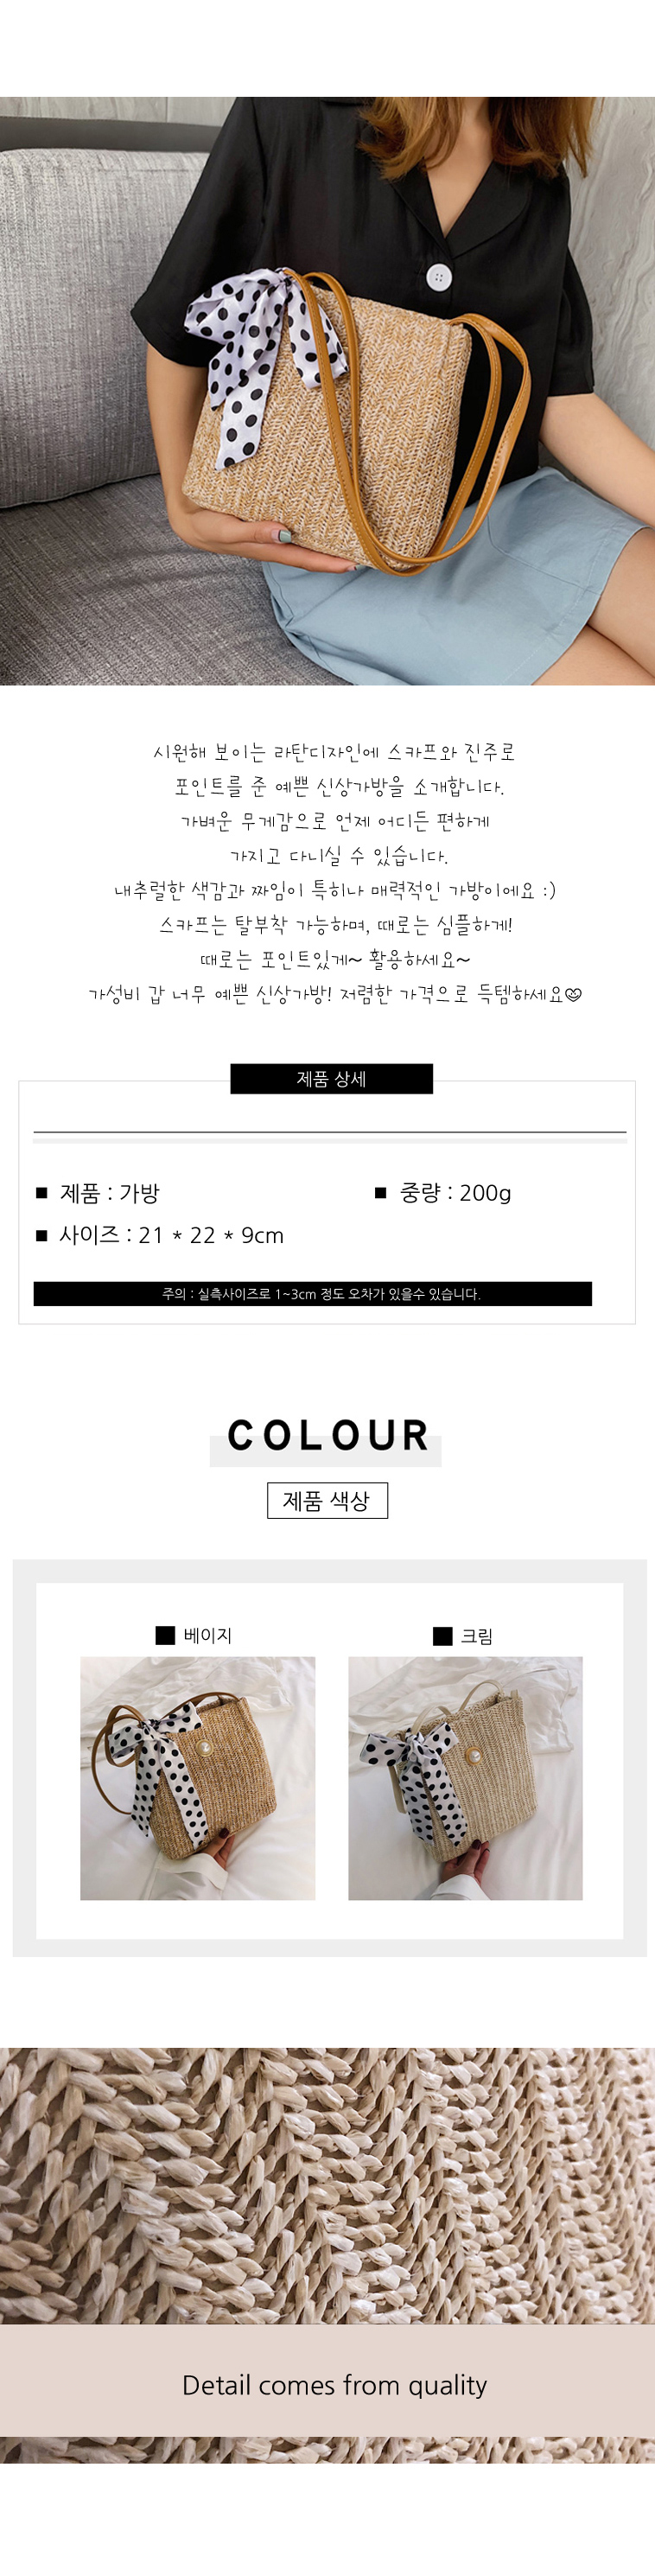 시원해 보이는 라탄디자인에 스카프와 진주로
포인트를 준 예쁜 신상가방을 소개합니다.
가벼운 무게감으로 언제 어디든 편하게
가지고 다니실 수 있습니다.
내추럴한 색감과 짜임이 특히나 매력적인 가방이에요 :)
스카프는 탈부착 가능하며, 때로는 심플하게!
때로는 포인트있게~ 활용하세요~
가성비 갑 너무 예쁜 신상가방! 저렴한 가격으로 득템하세요
제품 상세
■ 제품 : 가방
■ 중량 : 200g
■ 사이즈 : 21 * 22 * 9cm
주의 : 실측사이즈로 1~3cm 정도 오차가 있을수 있습니다.
COLOUR
제품 색상
■ 베이지
■ 크림
Detail comes from quality